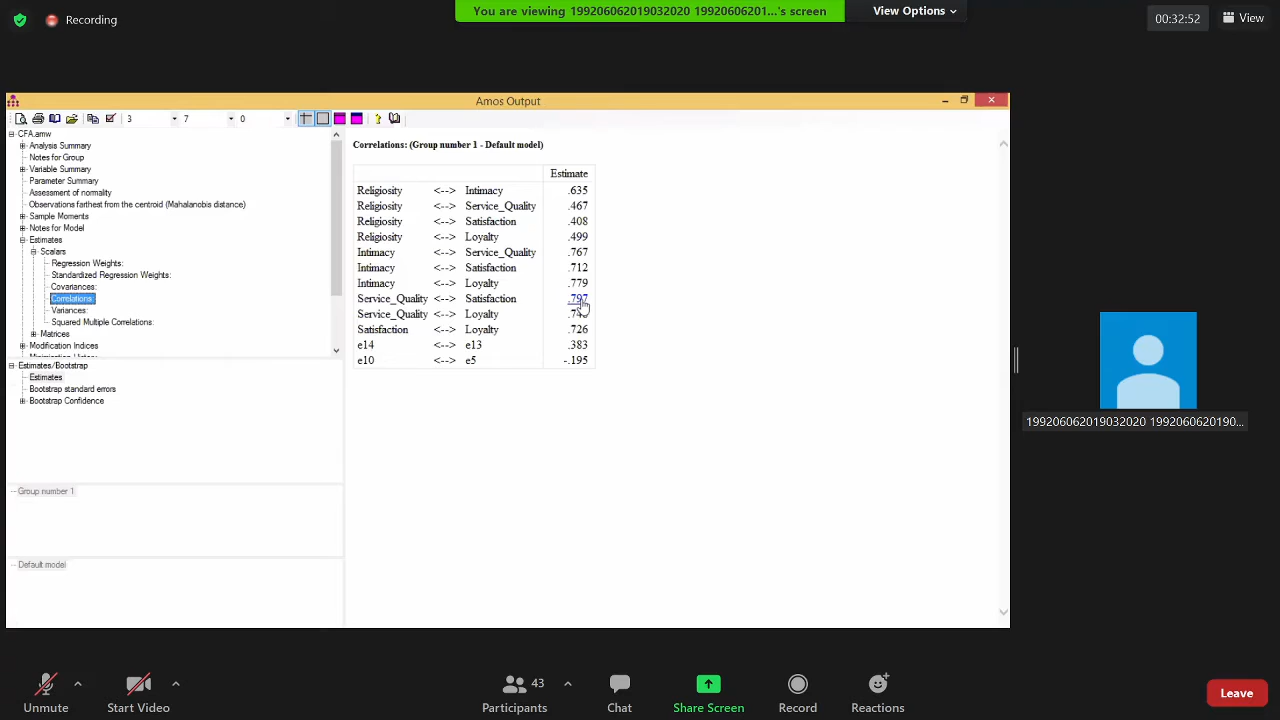 Recording
You are viewing 199206062019032020 19920606201...'s screen
View Options
00:32:52
View
Amos Output
3
7
0
CFA.amw
Analysis Summary
Notes for Group
Variable Summary
Parameter Summary
Assessment of normality
Observations farthest from the centroid (Mahalanobis distance)
Sample Moments
Notes for Model
Estimates
Scalars
Regression Weights:
Standardized Regression Weights:
Covariances:
Correlations:
Variances:
Squared Multiple Correlations:
Matrices
Modification Indices
Estimates/Bootstrap
Estimates
Bootstrap standard errors
Bootstrap Confidence
Group number 1
Default model
Correlations: (Group number 1 - Default model)
Estimate
Religiosity <--> Intimacy .635
Religiosity <--> Service_Quality .467
Religiosity <--> Satisfaction .408
Religiosity <--> Loyalty .499
Intimacy <--> Service_Quality .767
Intimacy <--> Satisfaction .712
Intimacy <--> Loyalty .779
Service_Quality <--> Satisfaction .797
Service_Quality <--> Loyalty
Satisfaction <--> Loyalty .726
e14 <--> e13 .383
e10 <--> e5 -.195
199206062019032020 1992060620190...
Unmute
Start Video
Participants
43
Chat
Share Screen
Record
Reactions
Leave